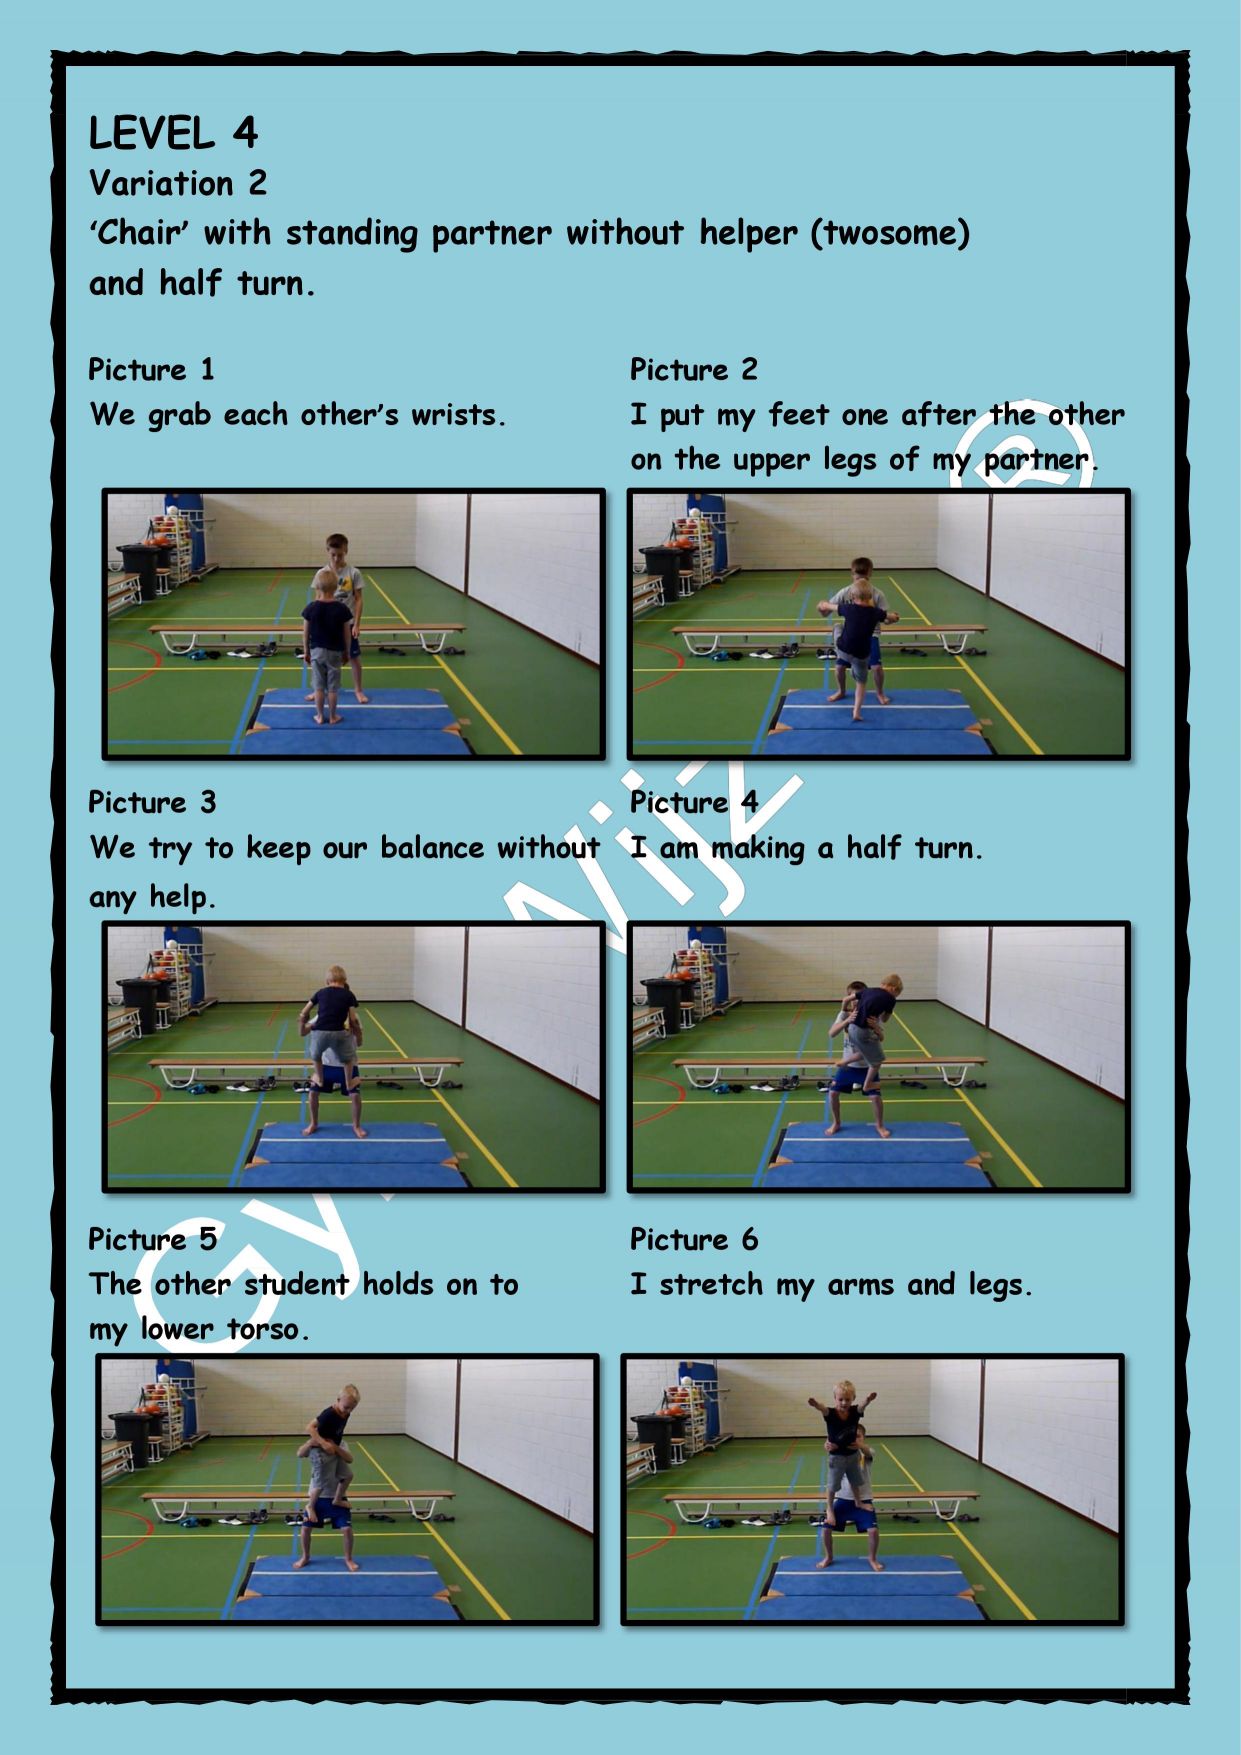 LEVEL 4
Variation 2
‘Chair’ with standing partner without helper (twosome)
and half turn.
Picture 1
We grab each other’s wrists.
Picture 2
I put my feet one after the other
on the upper legs of my partner.
Picture 3
We try to keep our balance without
any help.
Picture 4
I am making a half turn.
Picture 5
The other student holds on to
my lower torso.
Picture 6
I stretch my arms and legs.